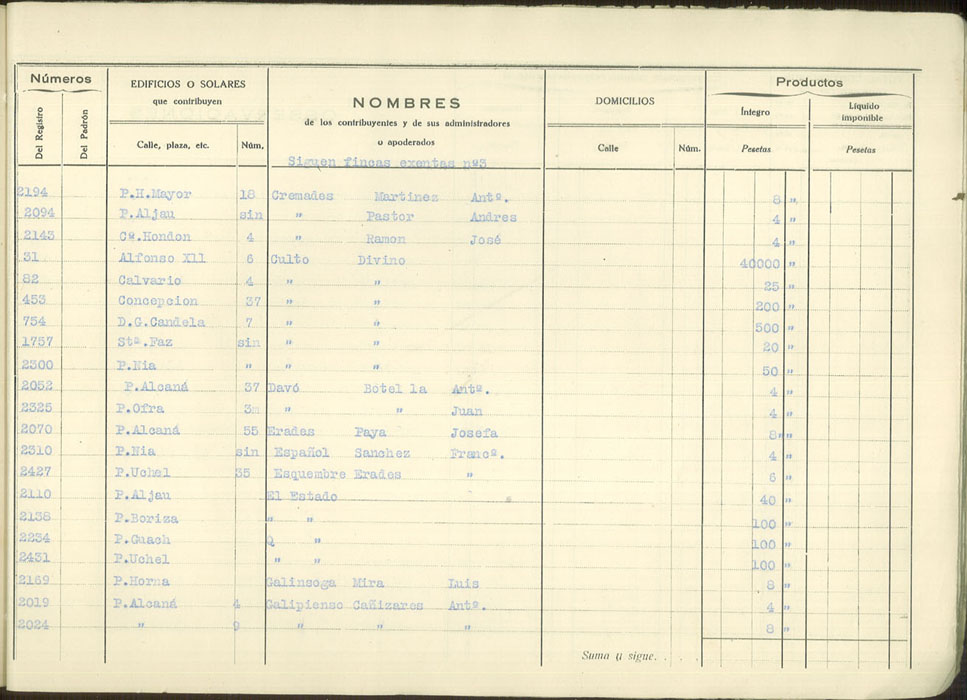 Números
EDIFICIOS O SOLARES
que contribuyen
NOMBRES
de los contribuyentes y de sus administradores
o apoderados
DOMICILIOS
Productos
Íntegro
Líquido imponible
Del Registro
Del Padrón
Calle, plaza, etc.
Núm.
Calle
Núm.
Pesetas
Pesetas
Siguen fincas exentas nº3
2194 P.H.Mayor 18 Cremades Martinez Antº. 8 "
2094 P.Aljau sin " Pastor Andres 4 "
2143 Cº.Hondon 4 " Ramon José 4 "
31 Alfonso Xll 6 Culto Divino 40000 "
82 Calvario 4 " " 25 "
453 Concepcion 37 " " 200 "
754 D.G.Candela 7 " " 500 "
1757 Stª.Faz sin " " 20 "
2300 P.Nia " " " 50 "
2052 P.Alcaná 37 Davó Botel la Antº. 4 "
2325 P.Ofra " " Juan 4 "
2070 P.Alcaná 55 Erades Paya Josefa 8 "
2310 P.Nia sin Español Sanchez Francº. 4 "
2427 P.Uchel 35 Esquembre Erades " 6 "
2110 P.Aljau El Estado 40 "
2138 P.Boriza " " 100 "
2234 P.Guach " 100 "
2431 P.Uchel " " 100 "
2169 P.Horna Galinsoga Mira Luis 8 "
2019 P.Alcaná 4 Galipienso Cañizares Antº. 4 "
2024 " 9 " " " 8 "
Suma y sigue. . . .